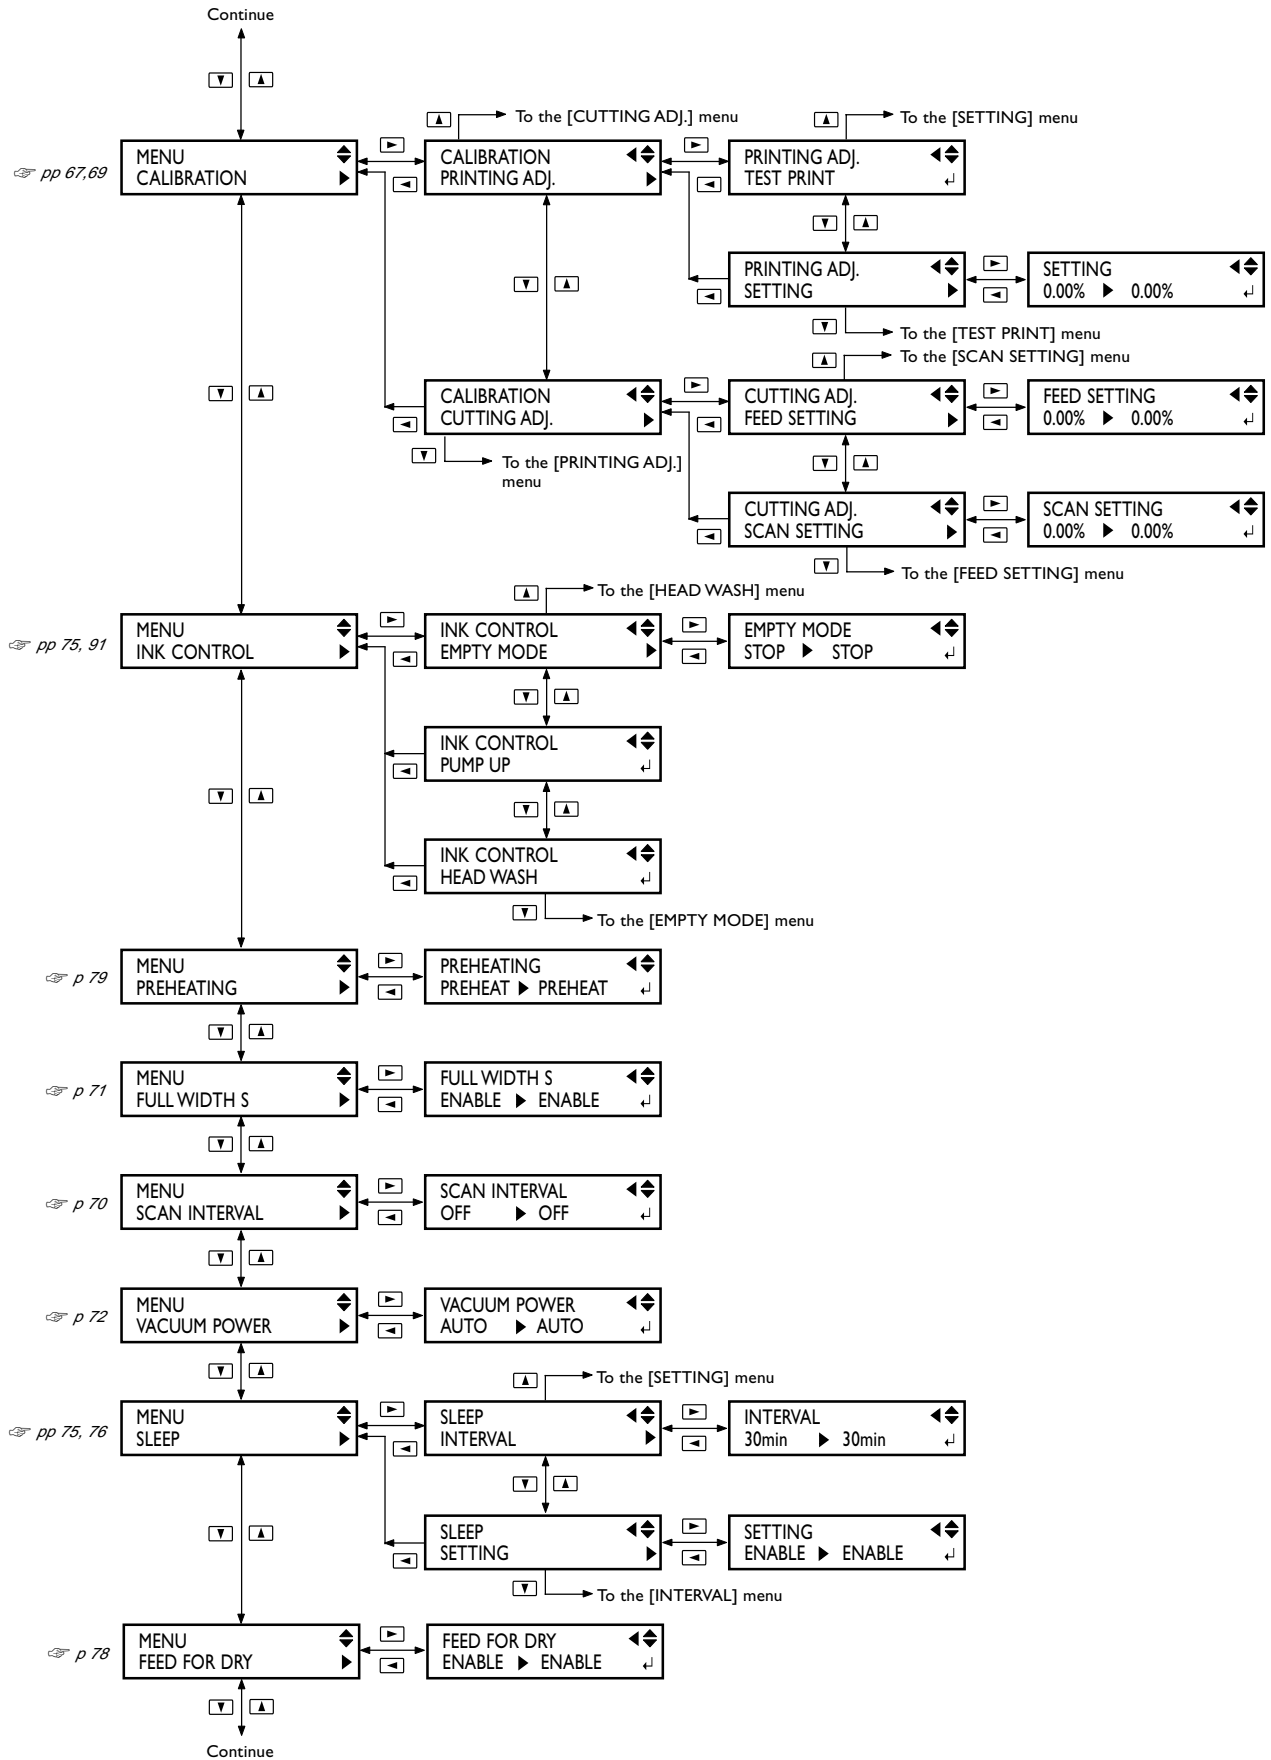 Continue
To the [CUTTING ADJ.] menu
To the [SETTING] menu
pp 67,69
MENU
CALIBRATION
CALIBRATION
PRINTING ADJ.
PRINTING ADJ.
TEST PRINT
PRINTING ADJ.
SETTING
SETTING
0.00% ▶ 0.00%
To the [TEST PRINT] menu
To the [SCAN SETTING] menu
CALIBRATION
CUTTING ADJ.
CUTTING ADJ.
FEED SETTING
FEED SETTING
0.00% ▶ 0.00%
To the [PRINTING ADJ.]
menu
CUTTING ADJ.
SCAN SETTING
SCAN SETTING
0.00% ▶ 0.00%
To the [FEED SETTING] menu
To the [HEAD WASH] menu
pp 75, 91
MENU
INK CONTROL
INK CONTROL
EMPTY MODE
EMPTY MODE
STOP ▶ STOP
INK CONTROL
PUMP UP
INK CONTROL
HEAD WASH
To the [EMPTY MODE] menu
p 79
MENU
PREHEATING
PREHEATING
PREHEAT ▶ PREHEAT
p 71
MENU
FULL WIDTH S
FULL WIDTH S
ENABLE ▶ ENABLE
p 70
MENU
SCAN INTERVAL
SCAN INTERVAL
OFF ▶ OFF
p 72
MENU
VACUUM POWER
VACUUM POWER
AUTO ▶ AUTO
To the [SETTING] menu
pp 75, 76
MENU
SLEEP
SLEEP
INTERVAL
INTERVAL
30min ▶ 30min
SLEEP
SETTING
SETTING
ENABLE ▶ ENABLE
To the [INTERVAL] menu
p 78
MENU
FEED FOR DRY
FEED FOR DRY
ENABLE ▶ ENABLE
Continue